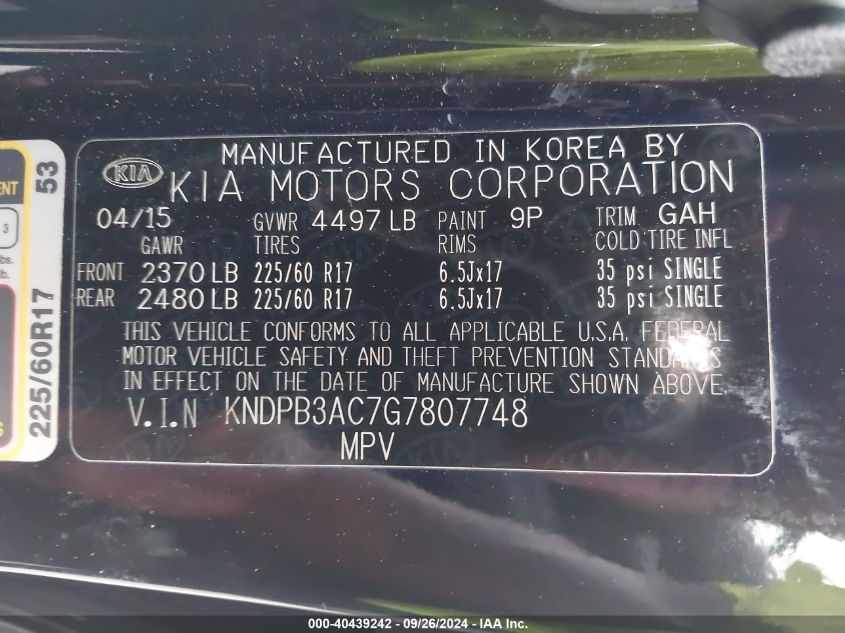 MANUFACTURED IN KOREA BY
KIA KIA MOTORS CORPORATION
04/15 GVWR 4497 LB PAINT 9P TRIM GAH
GAWR TIRES RIMS COLD TIRE INFL
FRONT 2370 LB 225/60 R17 6.5Jx17 35 psi SINGLE
REAR 2480 LB 225/60 R17 6.5Jx17 35 psi SINGLE
THIS VEHICLE CONFORMS TO ALL APPLICABLE U.S.A. FEDERAL
MOTOR VEHICLE SAFETY AND THEFT PREVENTION STANDARDS
IN EFFECT ON THE DATE OF MANUFACTURE SHOWN ABOVE.
V.I.N KNDPB3AC7G7807748
MPV
225/60R17 53
3
lb.
000-40439242 - 09/26/2024 - IAA Inc.